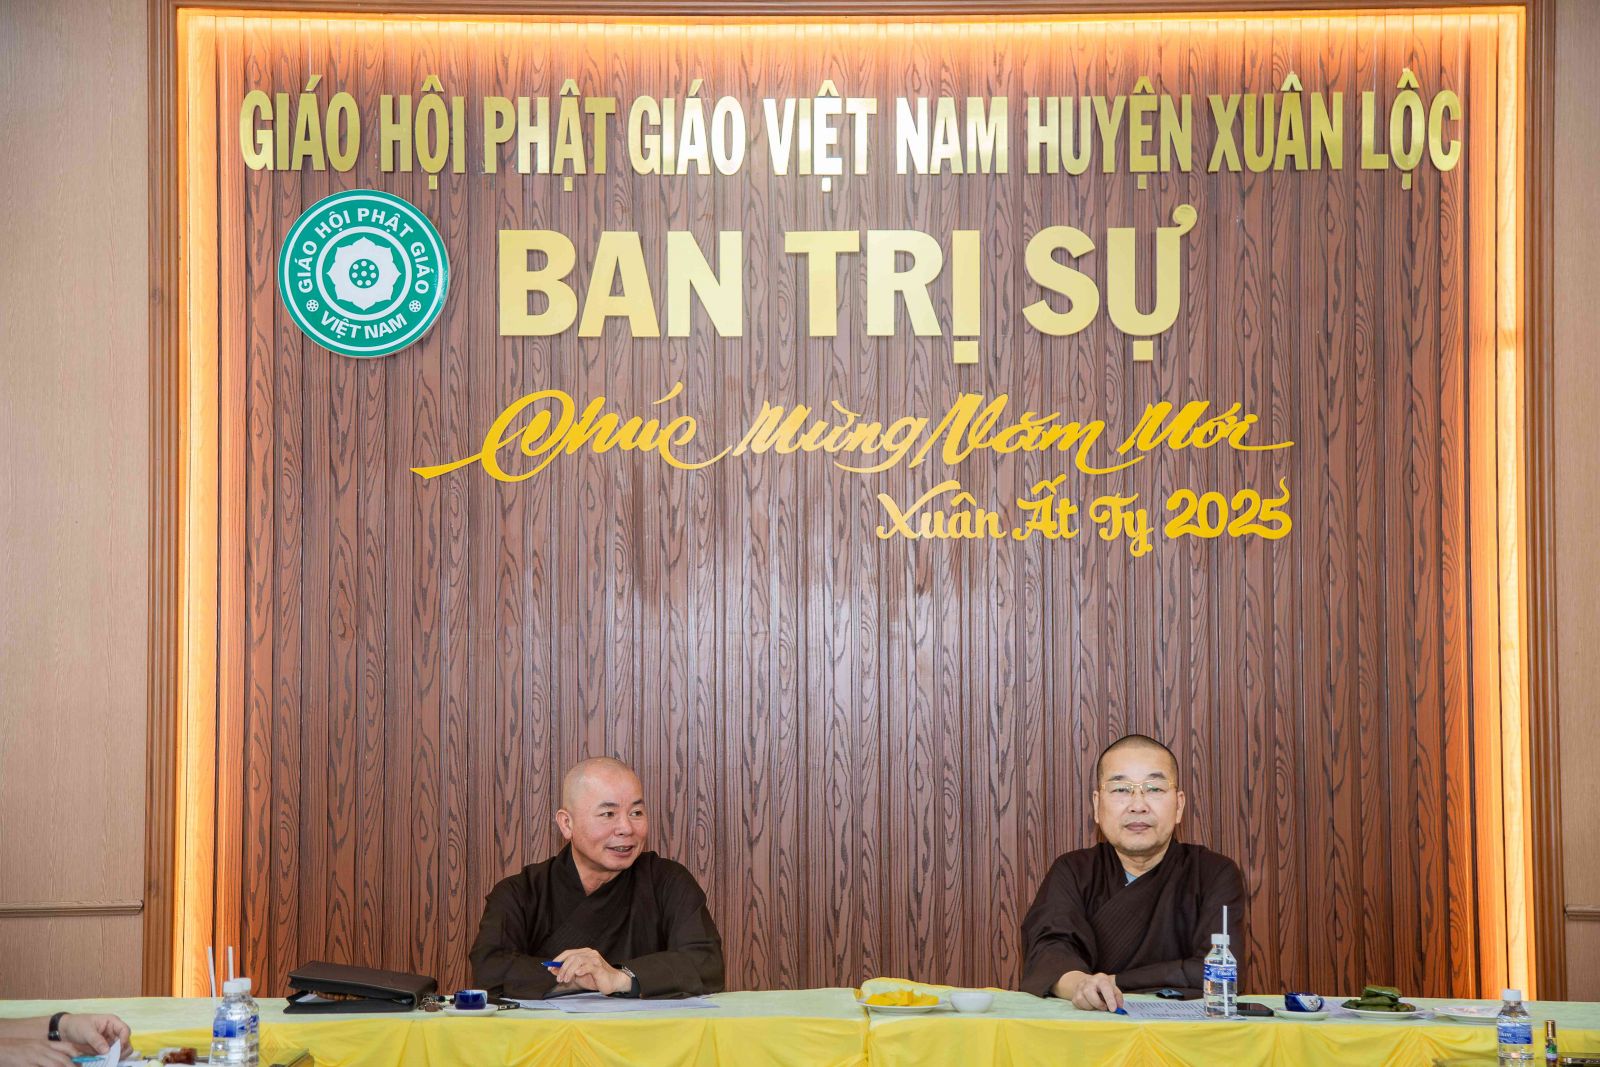 GIÁO HỘI PHẬT GIÁO VIỆT NAM HUYỆN XUÂN LỘC
GIÁO HỘI PHẬT GIÁO
VIỆT NAM
BAN TRỊ SỰ
Chúc Mừng Năm Mới
Xuân Ất Tỵ 2025